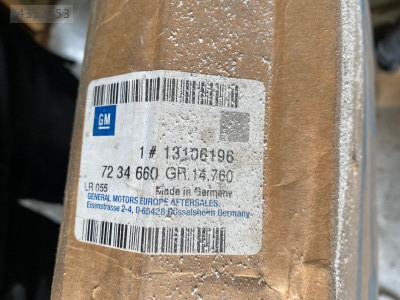 GM
1 # 13106196
72 34 660 GR.14.760
LR 055
Made in Germany
GENERAL MOTORS EUROPE AFTERSALES,
Eisenstrasse 2-4, D-65428 Rüsselsheim Germany